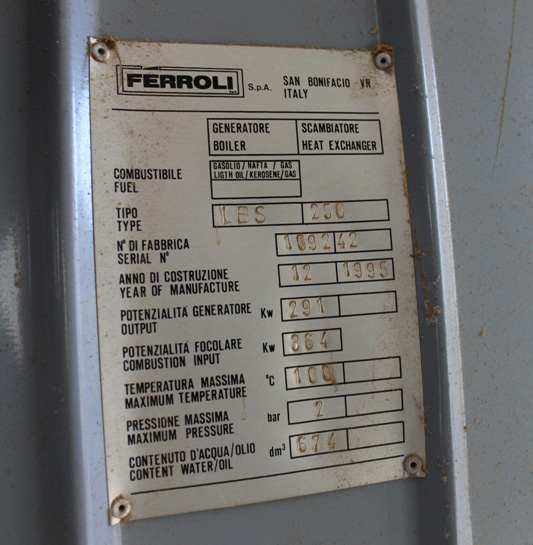 FERROLI S.p.A. SAN BONIFACIO VR
ITALY
GENERATORE SCAMBIATORE
BOILER HEAT EXCHANGER
COMBUSTIBILE GASOLIO / NAFTA / GAS
FUEL LIGTH OIL/KEROSENE/GAS
TIPO
TYPE LBS 250
N° DI FABBRICA
SERIAL N° 109242
ANNO DI COSTRUZIONE
YEAR OF MANUFACTURE 12 1995
POTENZIALITÁ GENERATORE
OUTPUT Kw 291
POTENZIALITÁ FOCOLARE
COMBUSTION INPUT Kw 364
TEMPERATURA MASSIMA
MAXIMUM TEMPERATURE °C 100
PRESSIONE MASSIMA
MAXIMUM PRESSURE bar 2
CONTENUTO D'ACQUA/OLIO
CONTENT WATER/OIL dm³ 674